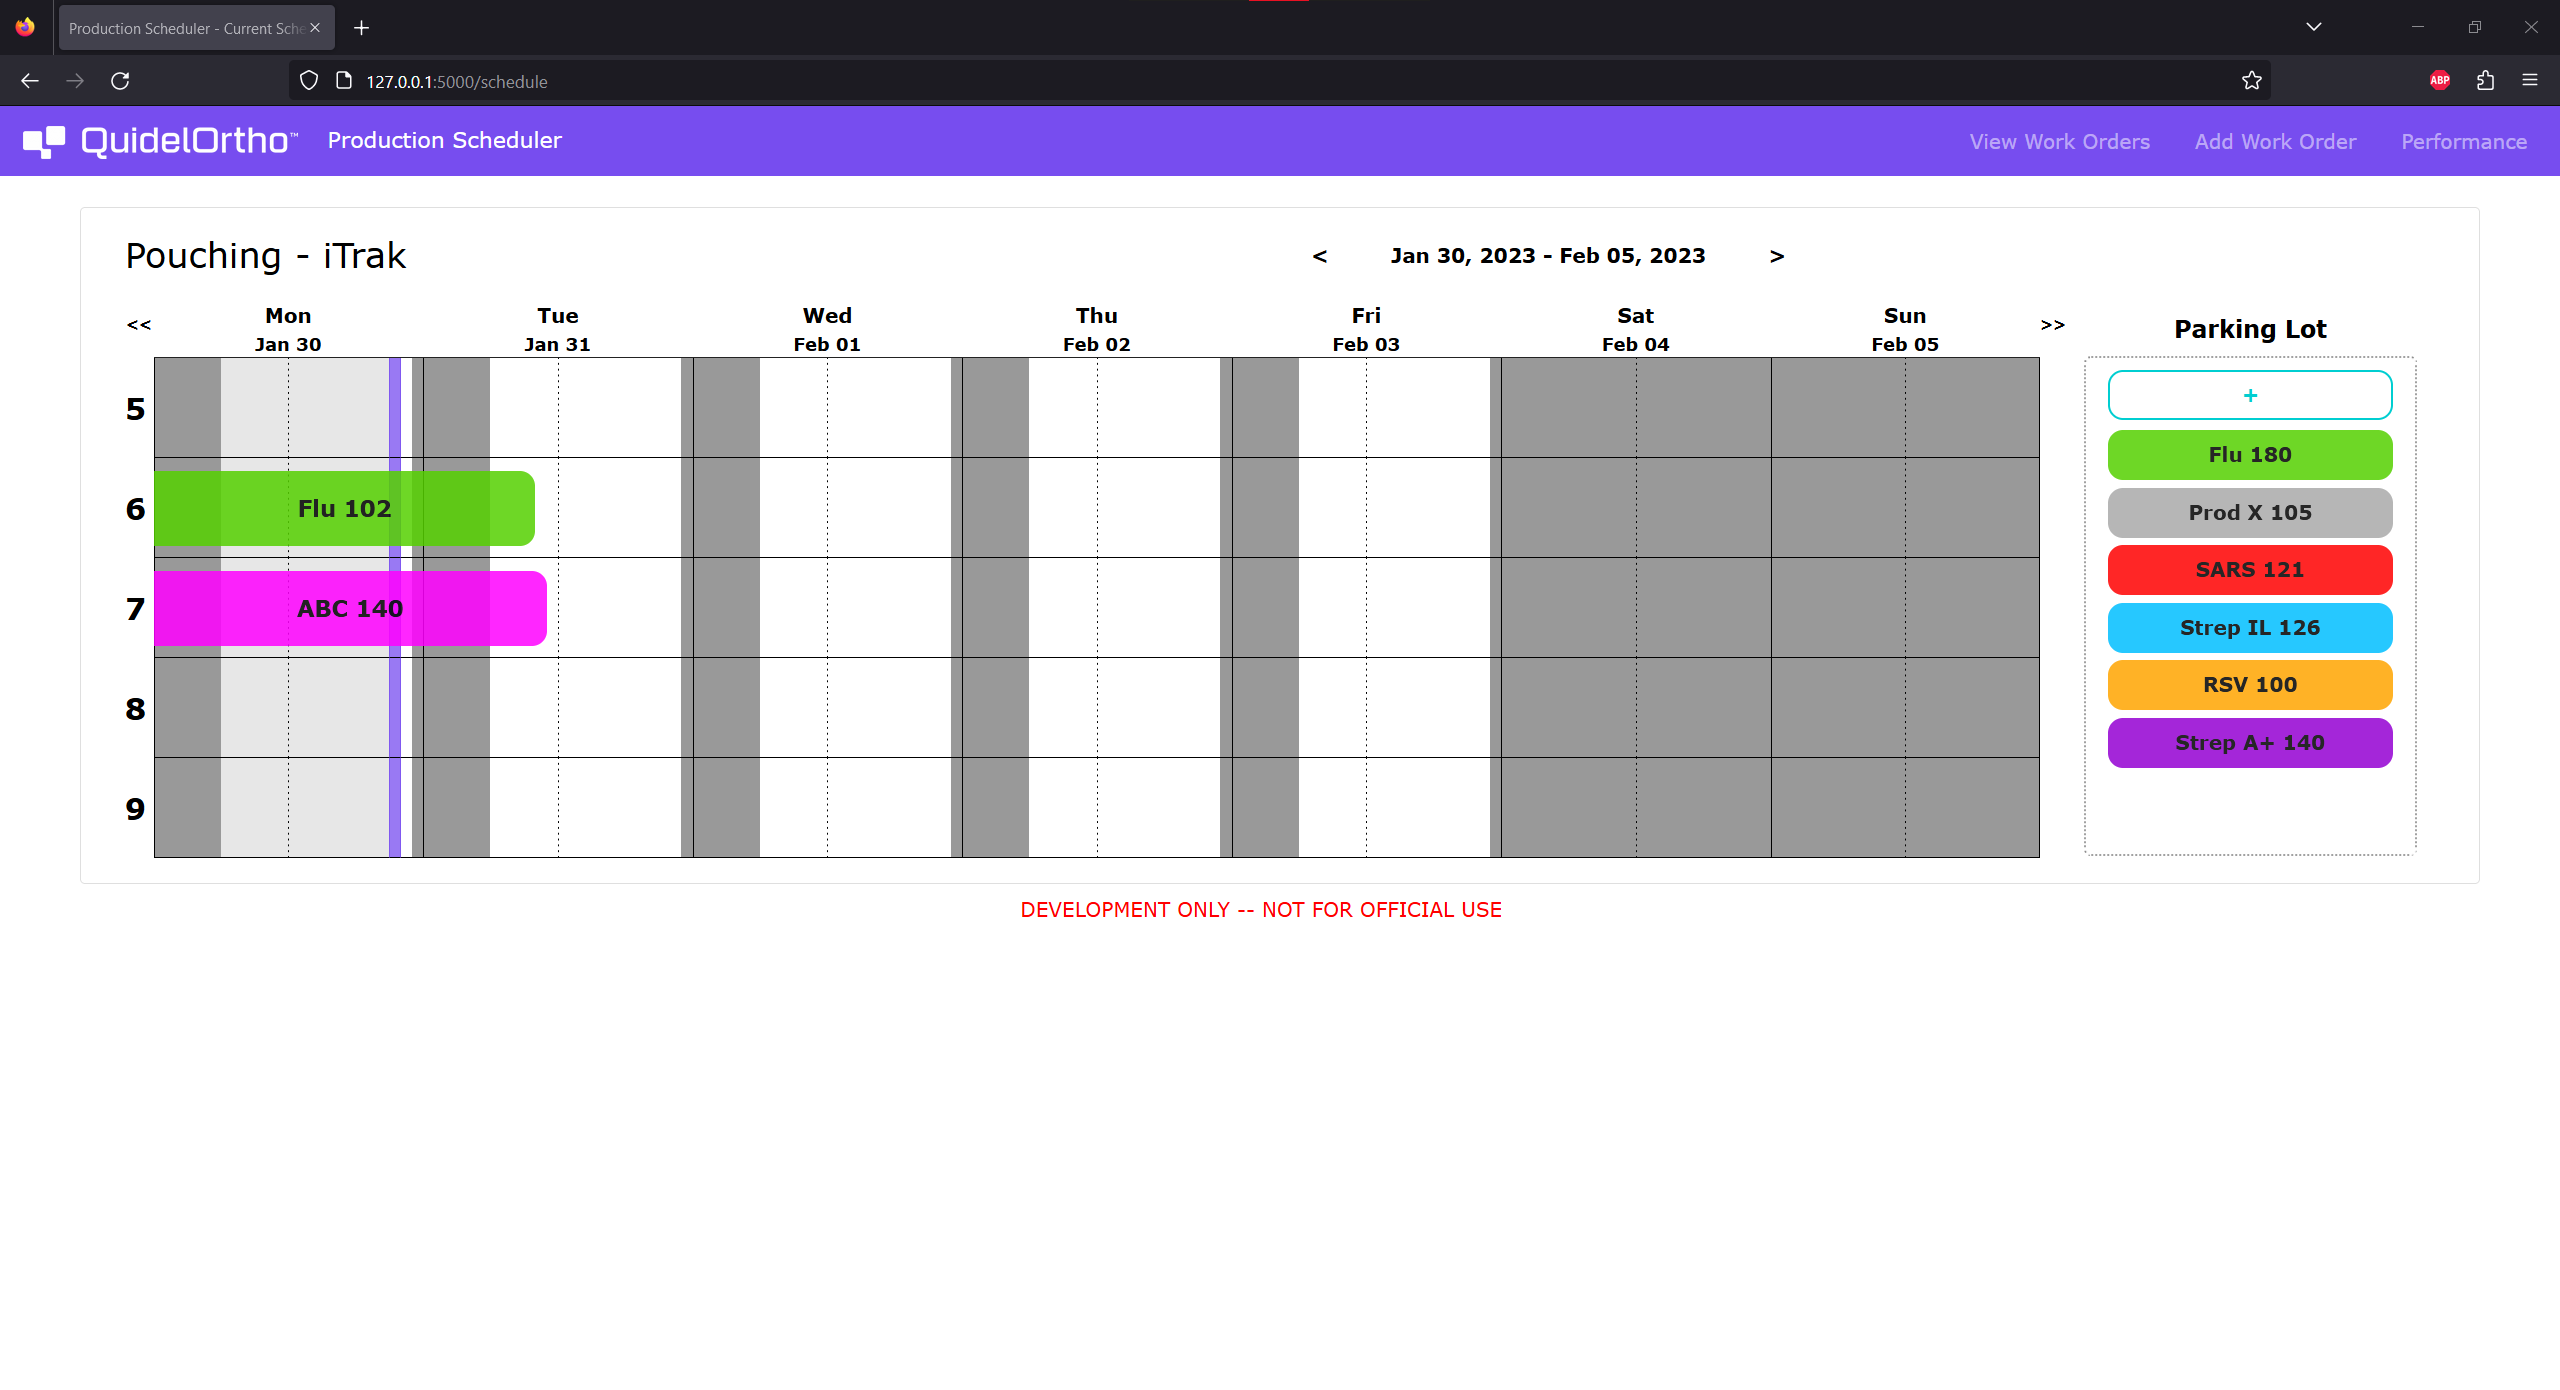 Production Scheduler - Current Sche
127.0.0.1:5000/schedule
ABP
QuidelOrtho™ Production Scheduler
View Work Orders Add Work Order Performance
Pouching - iTrak
< Jan 30, 2023 - Feb 05, 2023 >
<< Mon Tue Wed Thu Fri Sat Sun >>
Jan 30 Jan 31 Feb 01 Feb 02 Feb 03 Feb 04 Feb 05
Parking Lot
5
6
Flu 102
7
ABC 140
8
9
+
Flu 180
Prod X 105
SARS 121
Strep IL 126
RSV 100
Strep A+ 140
DEVELOPMENT ONLY -- NOT FOR OFFICIAL USE